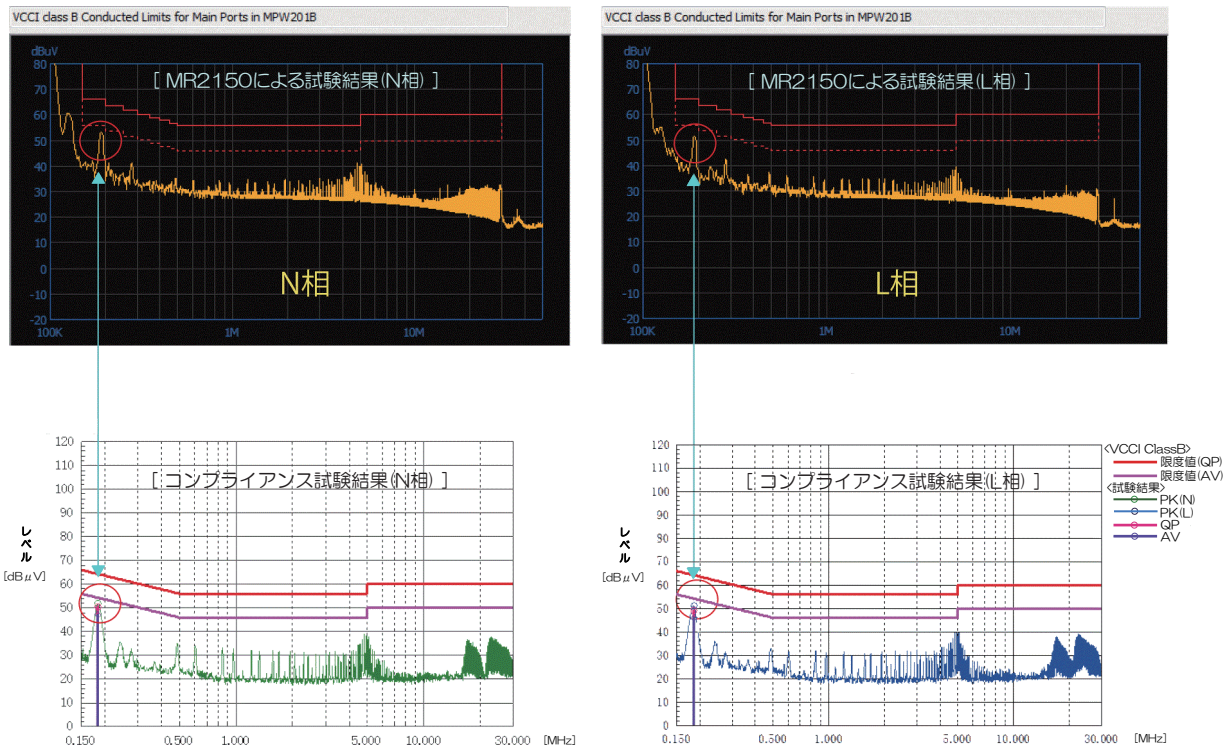 VCCI class B Conducted Limits for Main Ports in MPW201B
dBuV
[ MR2150による試験結果(N相) ]
80
70
60
50
40
30
20
10
0
-10
-20
100K 1M 10M
N相
VCCI class B Conducted Limits for Main Ports in MPW201B
dBuV
[ MR2150による試験結果(L相) ]
80
70
60
50
40
30
20
10
0
-10
-20
100K 1M 10M
L相
[ コンプライアンス試験結果(N相) ]
レベル
[dBμV]
120
110
100
90
80
70
60
50
40
30
20
10
0
0.150 0.500 1.000 5.000 10.000 30.000 [MHz]
[ コンプライアンス試験結果(L相) ]
レベル
[dBμV]
120
110
100
90
80
70
60
50
40
30
20
10
0
0.150 0.500 1.000 5.000 10.000 30.000 [MHz]
<VCCI ClassB>
限度値(QP)
限度値(AV)
<試験結果>
PK(N)
PK(L)
QP
AV